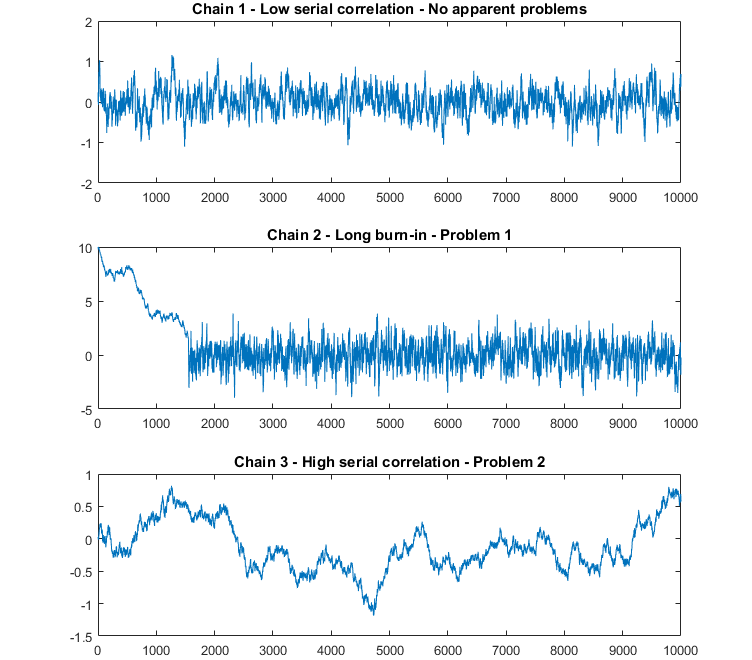 Chain 1 - Low serial correlation - No apparent problems
2
1
0
-1
-2
0 1000 2000 3000 4000 5000 6000 7000 8000 9000 10000
Chain 2 - Long burn-in - Problem 1
10
5
0
-5
0 1000 2000 3000 4000 5000 6000 7000 8000 9000 10000
Chain 3 - High serial correlation - Problem 2
1
0.5
0
-0.5
-1
-1.5
0 1000 2000 3000 4000 5000 6000 7000 8000 9000 10000